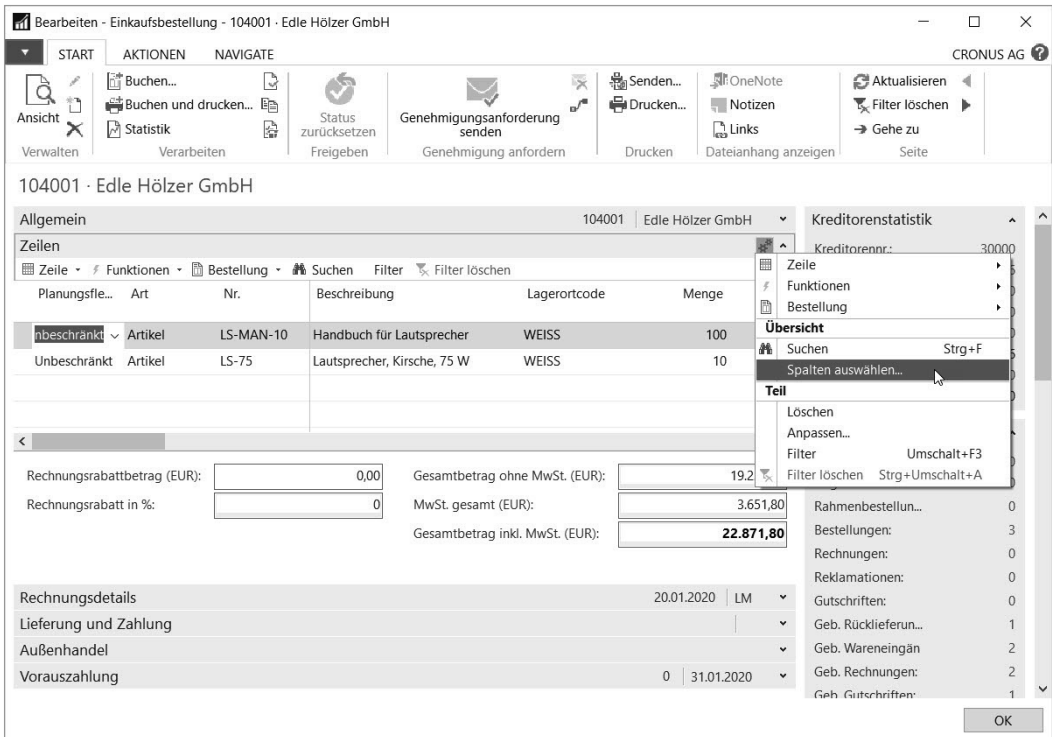 Bearbeiten - Einkaufsbestellung - 104001 · Edle Hölzer GmbH
START AKTIONEN NAVIGATE CRONUS AG
Ansicht
Verwalten
Buchen...
Buchen und drucken...
Statistik
Verarbeiten
Status
zurücksetzen
Freigeben
Genehmigungsanforderung
senden
Genehmigung anfordern
Senden...
Drucken...
Drucken
OneNote
Notizen
Links
Dateianhang anzeigen
Aktualisieren
Filter löschen
Gehe zu
Seite
104001 · Edle Hölzer GmbH
Allgemein 104001 Edle Hölzer GmbH
Zeilen
Zeile Funktionen Bestellung Suchen Filter Filter löschen
Planungsfle... Art Nr. Beschreibung Lagerortcode Menge
nbeschränkt Artikel LS-MAN-10 Handbuch für Lautsprecher WEISS 100
Unbeschränkt Artikel LS-75 Lautsprecher, Kirsche, 75 W WEISS 10
Zeile
Funktionen
Bestellung
Übersicht
Suchen Strg+F
Spalten auswählen...
Teil
Löschen
Anpassen...
Filter Umschalt+F3
Filter löschen Strg+Umschalt+A
Rechnungsrabattbetrag (EUR): 0,00 Gesamtbetrag ohne MwSt. (EUR): 19.2
Rechnungsrabatt in %: 0 MwSt. gesamt (EUR): 3.651,80
Gesamtbetrag inkl. MwSt. (EUR): 22.871,80
Rechnungsdetails 20.01.2020 LM
Lieferung und Zahlung
Außenhandel
Vorauszahlung 0 31.01.2020
Kreditorenstatistik
Kreditorennr.: 30000
Rahmenbestellun... 0
Bestellungen: 3
Rechnungen: 0
Reklamationen: 0
Gutschriften: 0
Geb. Rücklieferun... 1
Geb. Wareneingän 2
Geb. Rechnungen: 2
Geb. Gutschriften: 1
OK